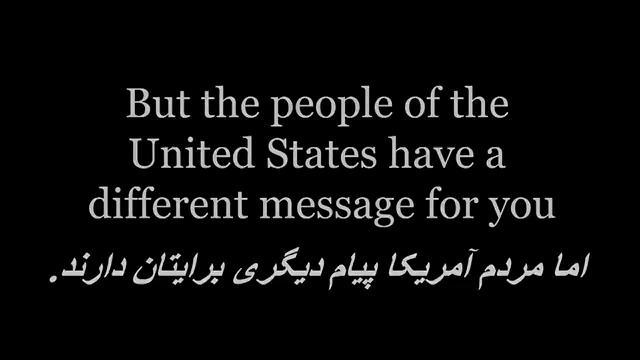 But the people of the
United States have a
different message for you
اما مردم آمریکا پیام دیگری برایتان دارند.